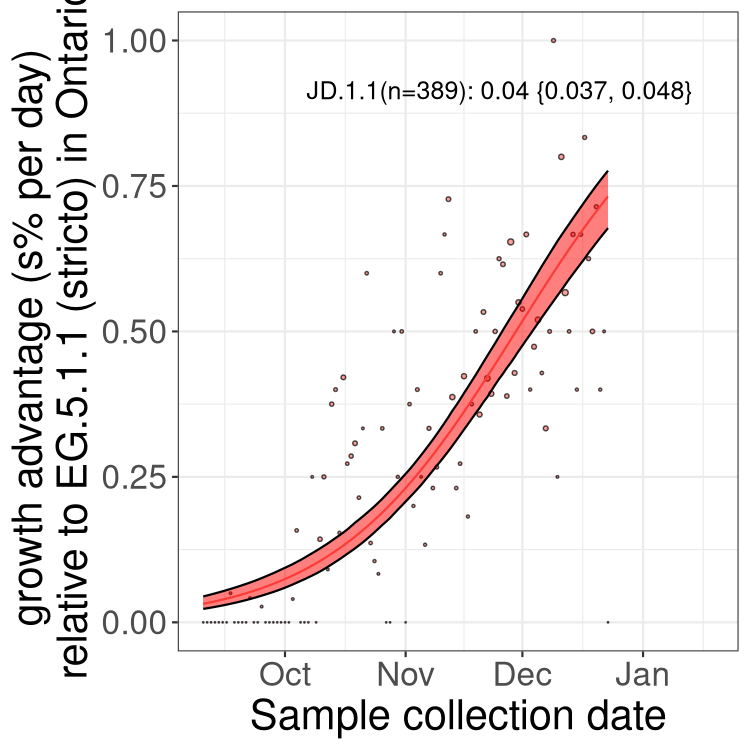 growth advantage (s% per day)
relative to EG.5.1.1 (stricto) in Ontario
1.00
0.75
0.50
0.25
0.00
JD.1.1(n=389): 0.04 {0.037, 0.048}
Oct Nov Dec Jan
Sample collection date